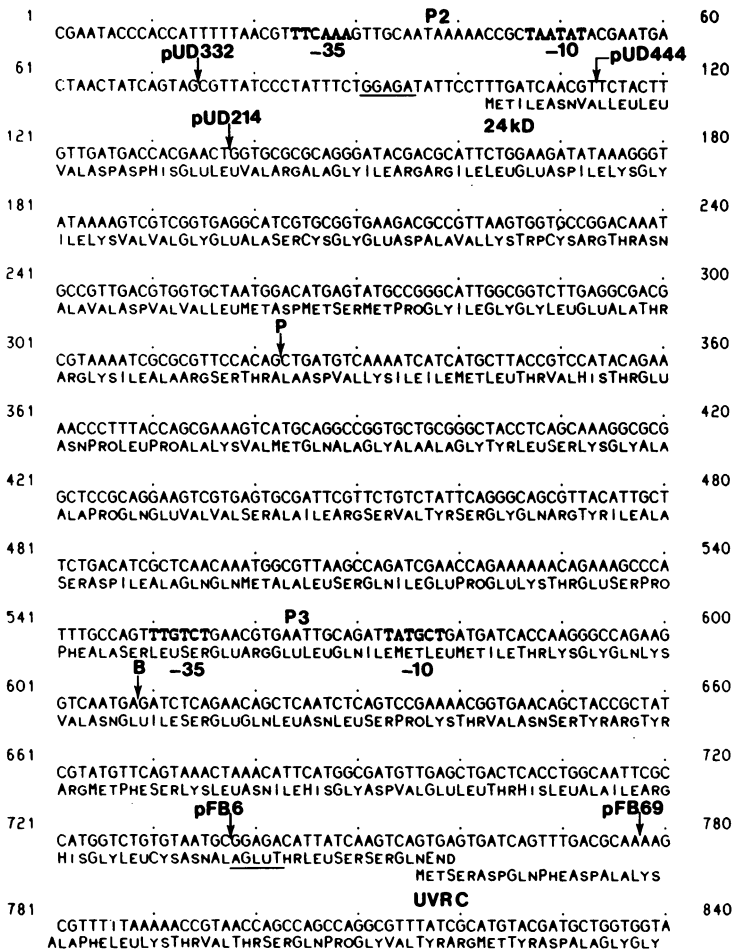 1 P2 60
CGAATACCCACCATTTTTAACGTTTCAAAGTTGCAATAAAAACCGCTAATATACGAATGA
-35 -10
61 pUD332 pUD444 120
CTAACTATCAGTAGCGTTATCCCTATTTCTGGAGATATTCCTTTGATCAACGTTCTACTT
METILEASNVALLEULEU
pUD214 24kD
121 180
GTTGATGACCACGAACTGGTGCGCGCAGGGATACGACGCATTCTGGAAGATATAAAGGGT
VALASPASPHISGLULEUVALARGALAGLYILEARGARGILELEUGLUASPILELYSGLY
181 240
ATAAAAGTCGTCGGTGAGGCATCGTGCGGTGAAGACGCCGTTAAGTGGTGCCGGACAAAT
ILELYSVALVALGLYGLUALASERCYSGLYGLUASPALAVALLYSTRPCYSARGTHRASN
241 300
GCCGTTGACGTGGTGCTAATGGACATGAGTATGCCGGGCATTGGCGGTCTTGAGGCGACG
ALAVALASPVALVALLEUMETASPMETSERMETPROGLYILEGLYGLYLEUGLUALATHR
301 P 360
CGTAAAATCGCGCGTTCCACAGCTGATGTCAAAATCATCATGCTTACCGTCCATACAGAA
ARGLYSILEALAARGSERTHRALAASPVALLYSILEILEMETLEUTHRVALHISTHRGLU
361 420
AACCCTTTACCAGCGAAAGTCATGCAGGCCGGTGCTGCGGGCTACCTCAGCAAAGGCGCG
ASNPROLEUPROALALYSVALMETGLNALAGLYALAALAGLYTYRLEUSERLYSGLYALA
421 480
GCTCCGCAGGAAGTCGTGAGTGCGATTCGTTCTGTCTATTCAGGGCAGCGTTACATTGCT
ALAPROGLNGLUVALVALSERALAILEARGSERVALTYRSERGLYGLNARGTYRILEALA
481 540
TCTGACATCGCTCAACAAATGGCGTTAAGCCAGATCGAACCAGAAAAAACAGAAAGCCCA
SERASPILEALAGLNGLNMETALALEUSERGLNILEGLUPROGLULYSTHRGLUSERPRO
541 P3 600
TTTGCCAGTTTGTCTGAACGTGAATTGCAGATTATGCTGATGATCACCAAGGGCCAGAAG
PHEALASERLEUSERGLUARGGLULEUGLNILEMETLEUMETILETHRLYSGLYGLNLYS
601 B -35 -10 660
GTCAATGAGATCTCAGAACAGCTCAATCTCAGTCCGAAAACGGTGAACAGCTACCGCTAT
VALASNGLUILESERGLUGLNLEUASNLEUSERPROLYSTHRVALASNSERTYRARGTYR
661 720
CGTATGTTCAGTAAACTAAACATTCATGGCGATGTTGAGCTGACTCACCTGGCAATTCGC
ARGMETPHESERLYSLEUASNILEHISGLYASPVALGLULEUTHRHISLEUALAILEARG
721 pFB6 pFB69 780
CATGGTCTGTGTAATGCGGAGACATTATCAAGTCAGTGAGTGATCAGTTTGACGCAAAAG
HISGLYLEUCYSASNALAGLUTHRLEUSERSERGLNEND
METSERASPGLNPHEASPALALYS
UVRC
781 840
CGTTTITAAAAACCGTAACCAGCCAGCCAGGCGTTTATCGCATGTACGATGCTGGTGGTA
ALAPHELEULYSTHRVALTHRSERGLNPROGLYVALTYRARGMETTYRASPALAGLYGLY